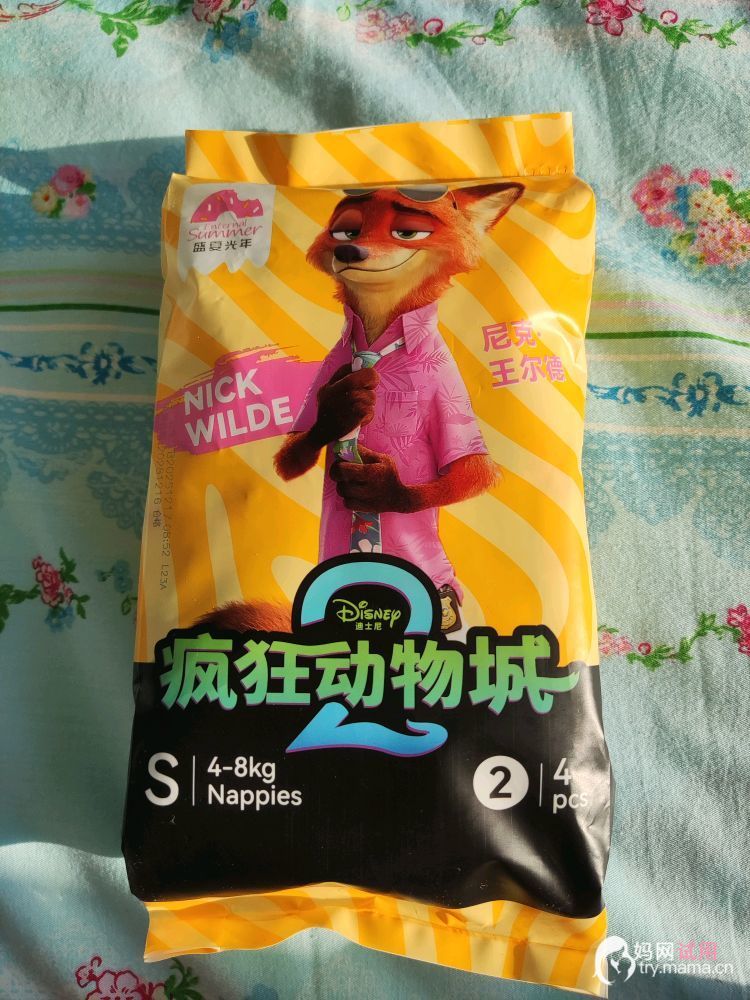 Eternal
Summer
盛夏光年
尼克·
王尔德
NICK
WILDE
Disney
迪士尼
疯狂动物城
2
S
4-8kg
Nappies
2
4
pcs
妈网试用
try.mama.cn